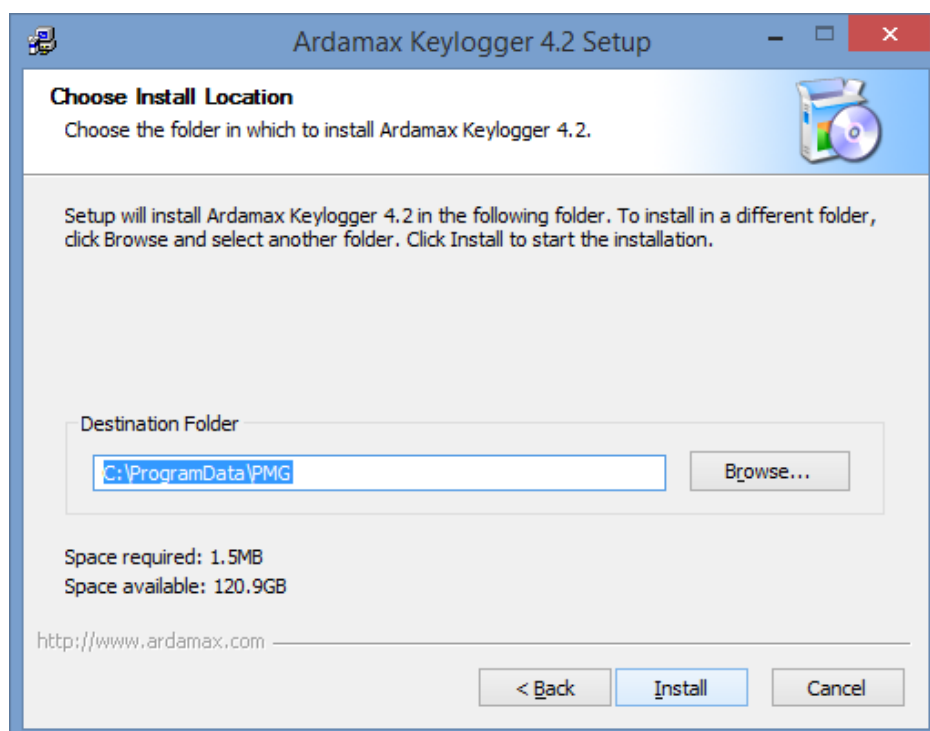 Ardamax Keylogger 4.2 Setup
Choose Install Location
Choose the folder in which to install Ardamax Keylogger 4.2.
Setup will install Ardamax Keylogger 4.2 in the following folder. To install in a different folder,
click Browse and select another folder. Click Install to start the installation.
Destination Folder
C:\ProgramData\PMG
Browse...
Space required: 1.5MB
Space available: 120.9GB
http://www.ardamax.com
< Back Install Cancel